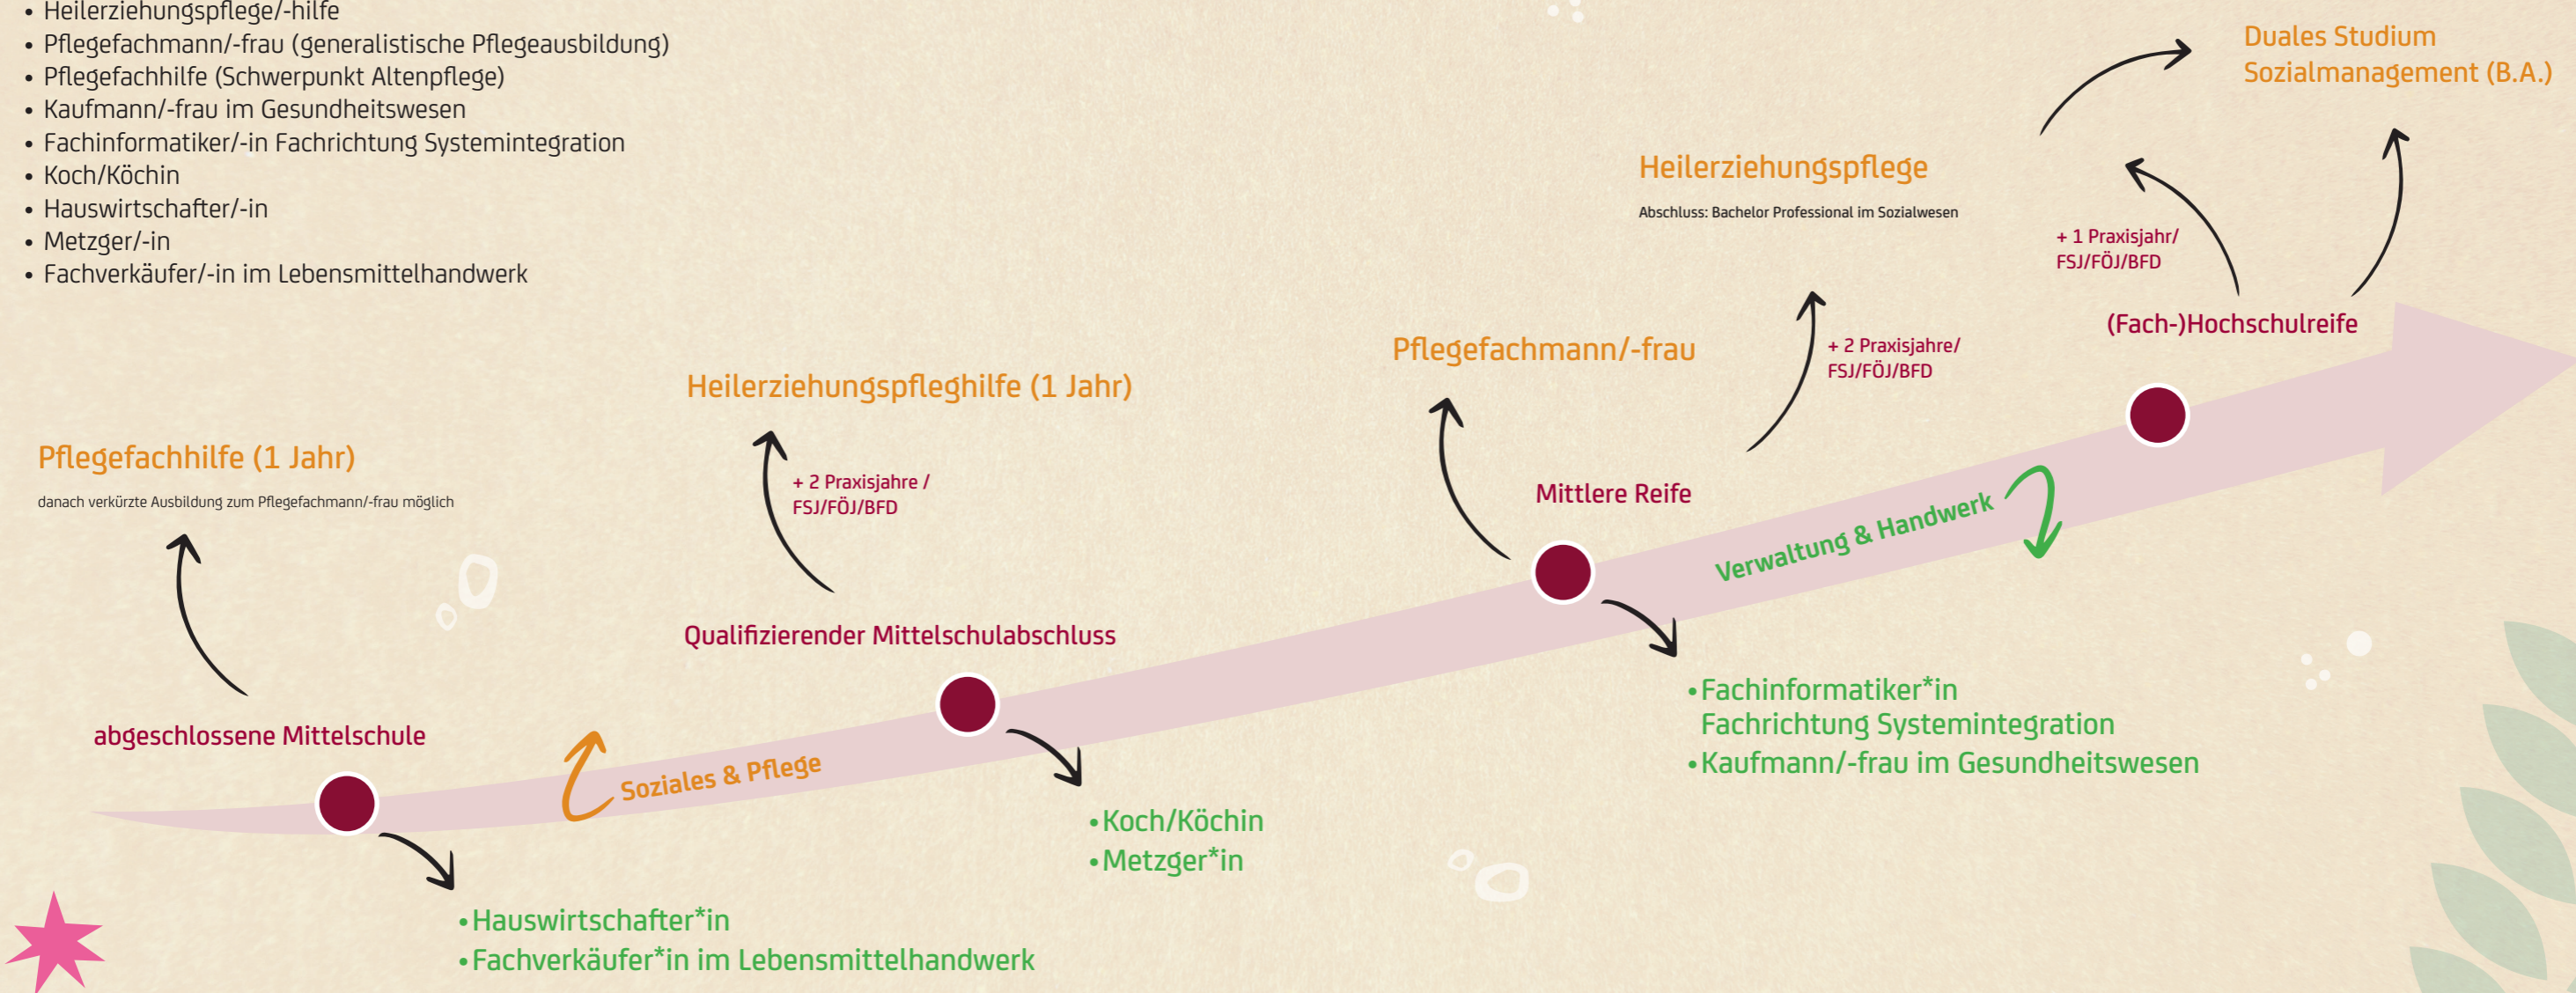 • Heilerziehungspflege/-hilfe
• Pflegefachmann/-frau (generalistische Pflegeausbildung)
• Pflegefachhilfe (Schwerpunkt Altenpflege)
• Kaufmann/-frau im Gesundheitswesen
• Fachinformatiker/-in Fachrichtung Systemintegration
• Koch/Köchin
• Hauswirtschafter/-in
• Metzger/-in
• Fachverkäufer/-in im Lebensmittelhandwerk
Pflegefachhilfe (1 Jahr)
danach verkürzte Ausbildung zum Pflegefachmann/-frau möglich
abgeschlossene Mittelschule
• Hauswirtschafter*in
• Fachverkäufer*in im Lebensmittelhandwerk
Soziales & Pflege
Heilerziehungspfleghilfe (1 Jahr)
+ 2 Praxisjahre /
FSJ/FÖJ/BFD
Qualifizierender Mittelschulabschluss
• Koch/Köchin
• Metzger*in
Pflegefachmann/-frau
Mittlere Reife
Heilerziehungspflege
Abschluss: Bachelor Professional im Sozialwesen
+ 2 Praxisjahre/
FSJ/FÖJ/BFD
Verwaltung & Handwerk
• Fachinformatiker*in
Fachrichtung Systemintegration
• Kaufmann/-frau im Gesundheitswesen
Duales Studium
Sozialmanagement (B.A.)
+ 1 Praxisjahr/
FSJ/FÖJ/BFD
(Fach-)Hochschulreife